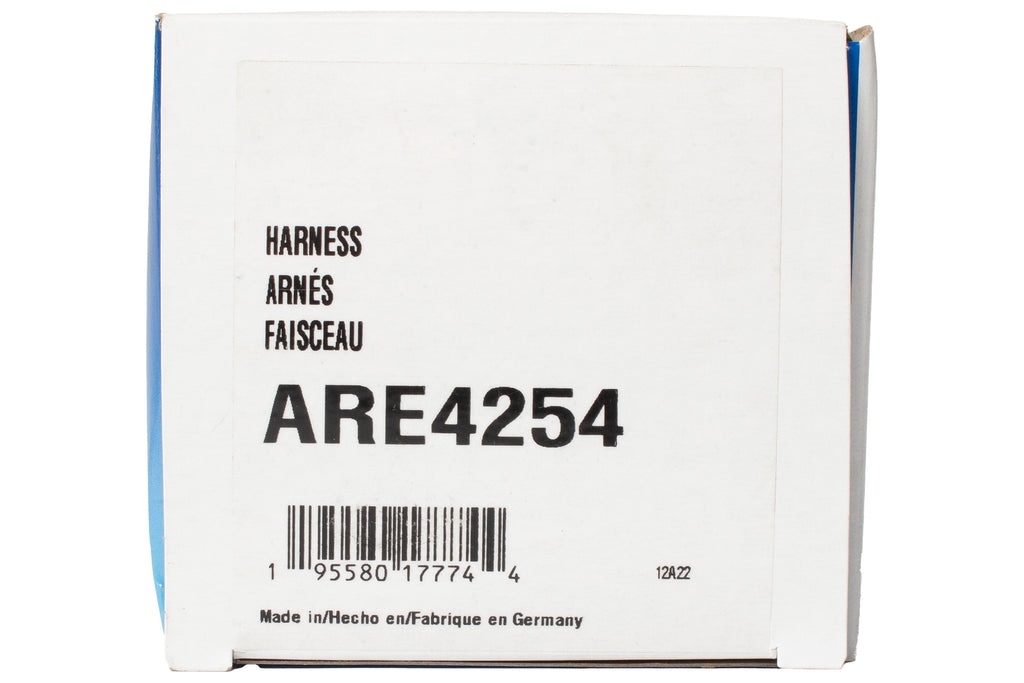 HARNESS
ARNÉS
FAISCEAU
ARE4254
1 95580 17774 4
12A22
Made in/Hecho en/Fabrique en Germany